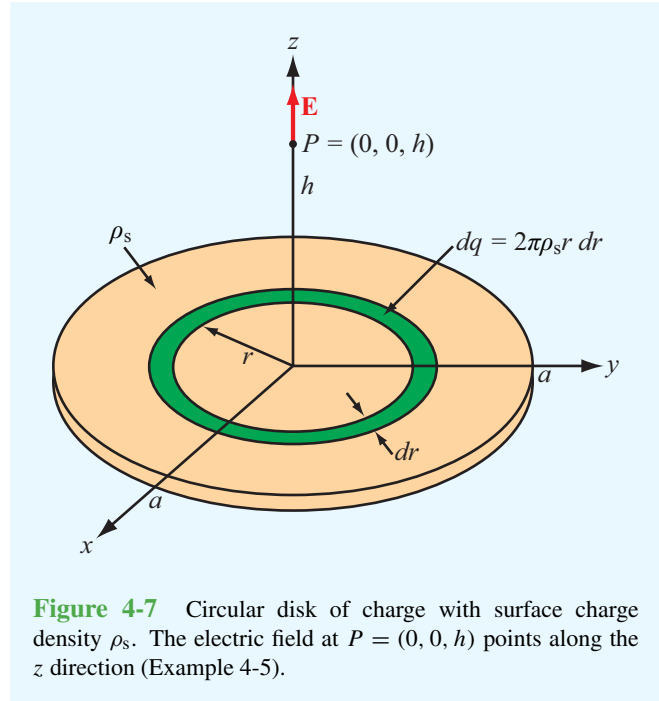 z
E
P = (0, 0, h)
h
ρs
dq = 2πρsr dr
r
y
a
dr
a
x
Figure 4-7 Circular disk of charge with surface charge
density ρs. The electric field at P = (0, 0, h) points along the
z direction (Example 4-5).